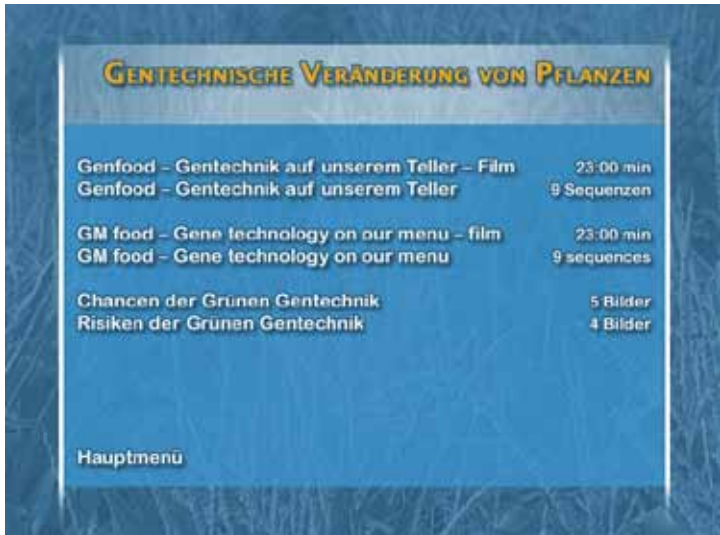 GENTECHNISCHE VERÄNDERUNG VON PFLANZEN
Genfood – Gentechnik auf unserem Teller – Film 23:00 min
Genfood – Gentechnik auf unserem Teller 9 Sequenzen
GM food – Gene technology on our menu – film 23:00 min
GM food – Gene technology on our menu 9 sequences
Chancen der Grünen Gentechnik 5 Bilder
Risiken der Grünen Gentechnik 4 Bilder
Hauptmenü